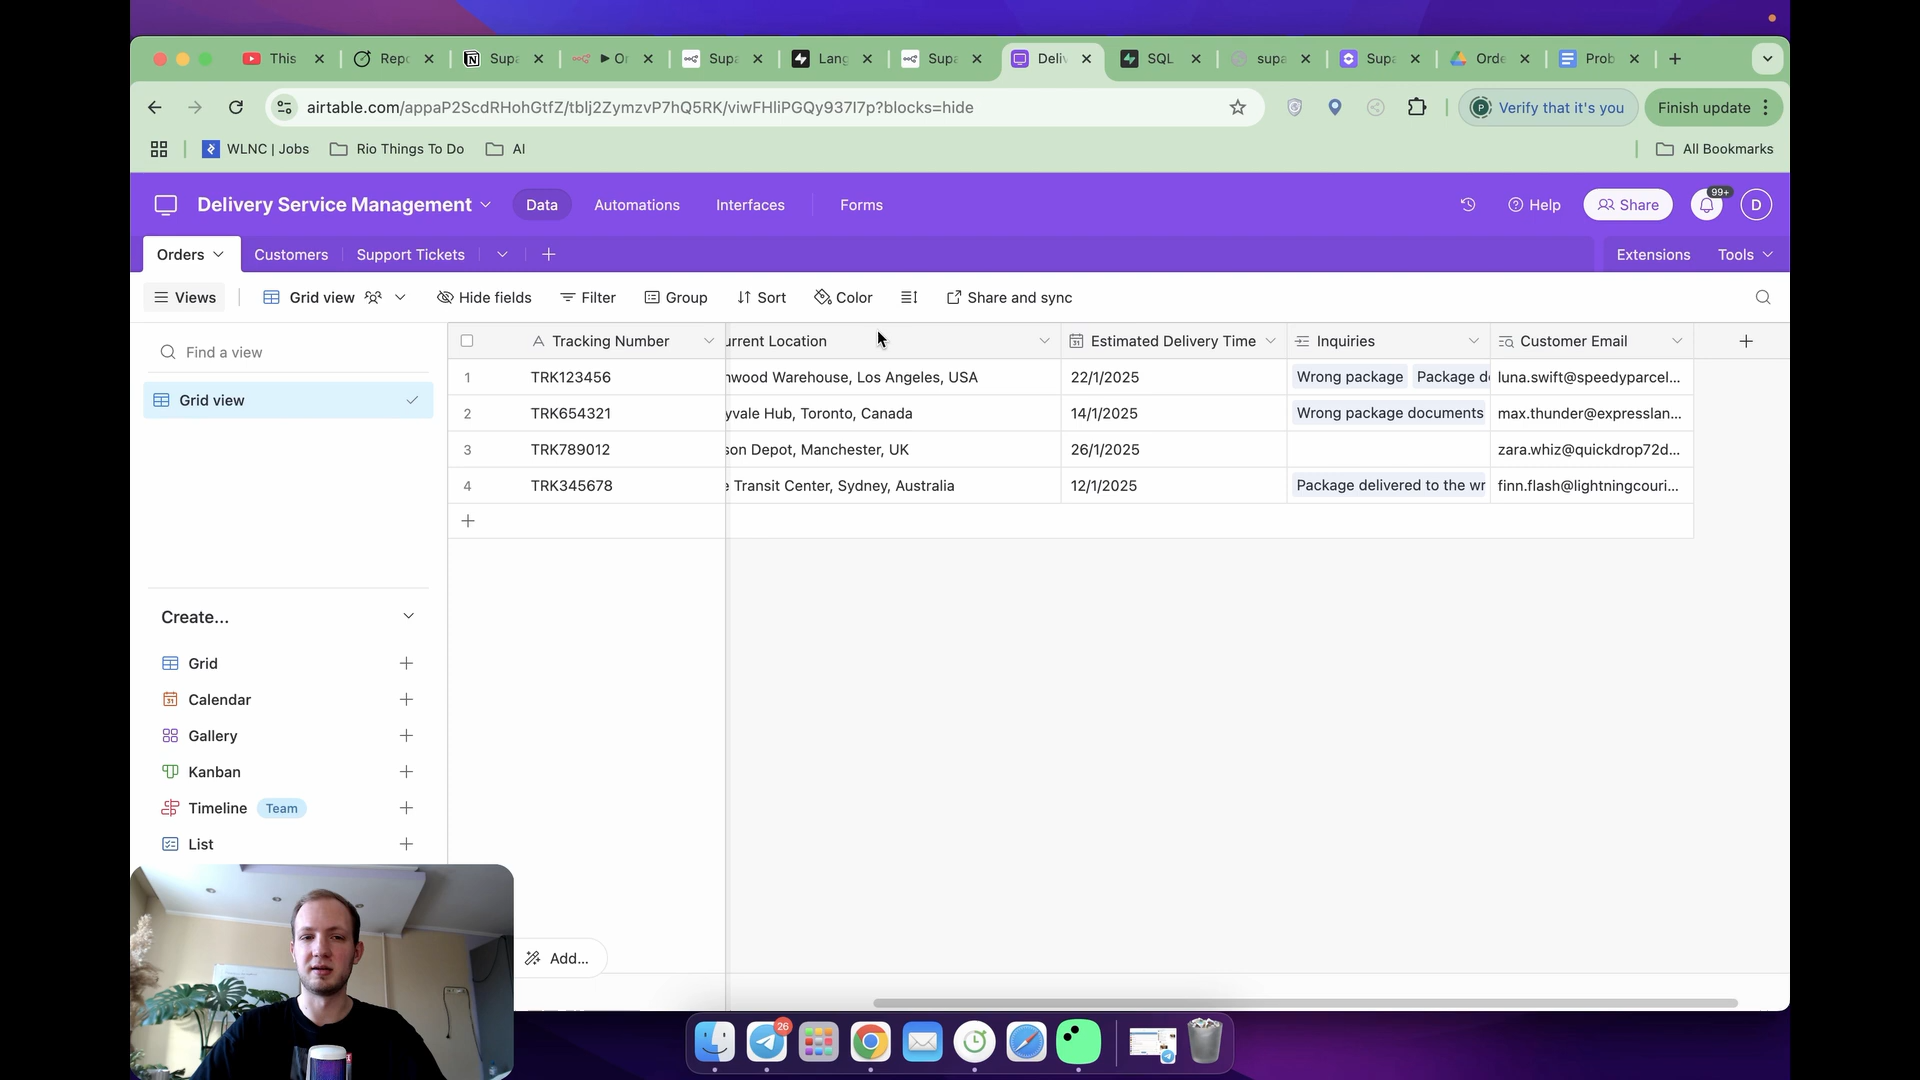 This
Repo
Supa
Or
Supa
Lang
Supa
Deliv
SQL
supa
Supa
Orde
Prob
airtable.com/appaP2ScdRHohGtfZ/tblj2ZymzvP7hQ5RK/viwFHliPGQy937I7p?blocks=hide
Verify that it's you
Finish update
WLNC | Jobs
Rio Things To Do
AI
All Bookmarks
Delivery Service Management
Data
Automations
Interfaces
Forms
Help
Share
99+
D
Orders
Customers
Support Tickets
Extensions
Tools
Views
Grid view
Hide fields
Filter
Group
Sort
Color
Share and sync
Find a view
Grid view
Tracking Number
urrent Location
Estimated Delivery Time
Inquiries
Customer Email
1 TRK123456 nwood Warehouse, Los Angeles, USA 22/1/2025 Wrong package Package de luna.swift@speedyparcel...
2 TRK654321 yvale Hub, Toronto, Canada 14/1/2025 Wrong package documents max.thunder@expresslan...
3 TRK789012 son Depot, Manchester, UK 26/1/2025 zara.whiz@quickdrop72d...
4 TRK345678 e Transit Center, Sydney, Australia 12/1/2025 Package delivered to the wr finn.flash@lightningcouri...
Create...
Grid
Calendar
Gallery
Kanban
Timeline Team
List
Add...
26